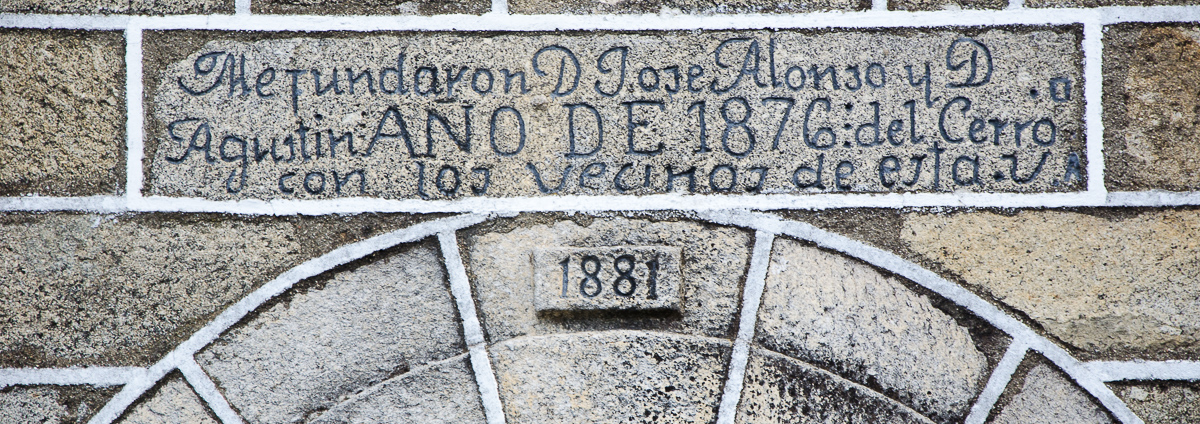 Me fundaron D Jose Alonso y D.
Agustin: AÑO DE 1876: del Cerro
con los vecinos de esta. V.A
1881